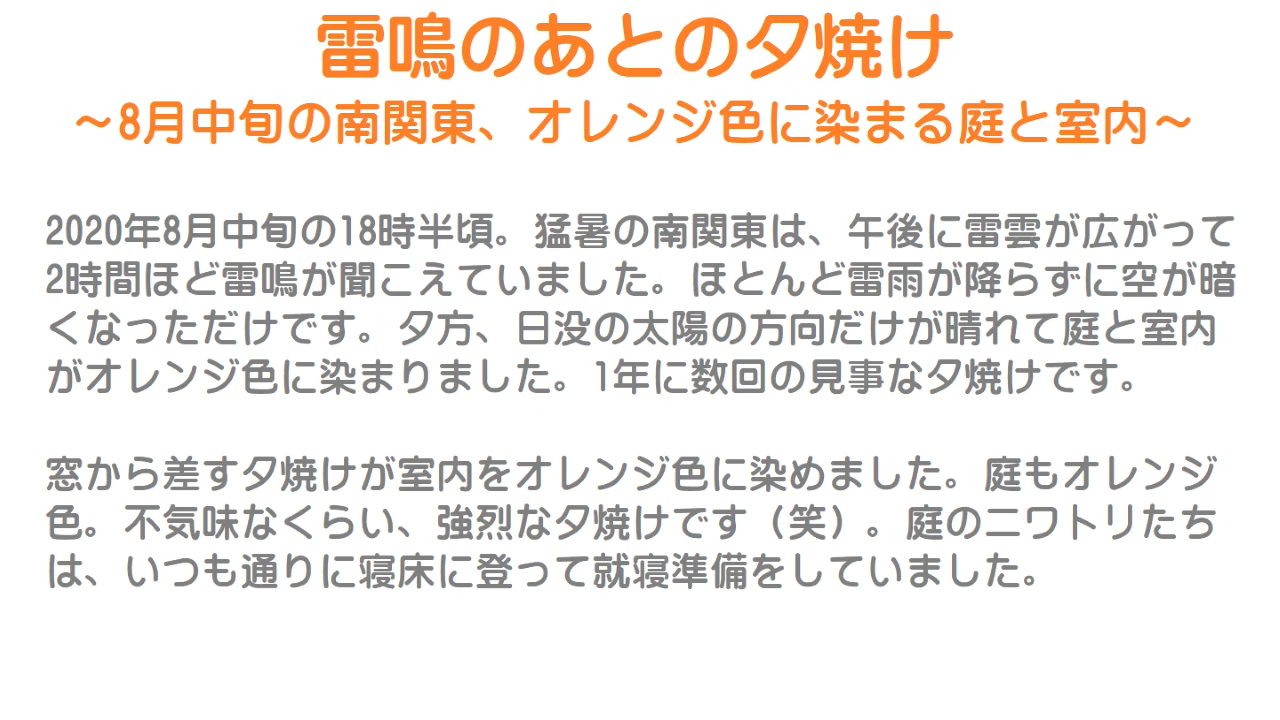 雷鳴のあとの夕焼け
～8月中旬の南関東、オレンジ色に染まる庭と室内～
2020年8月中旬の18時半頃。猛暑の南関東は、午後に雷雲が広がって
2時間ほど雷鳴が聞こえていました。ほとんど雷雨が降らずに空が暗
くなっただけです。夕方、日没の太陽の方向だけが晴れて庭と室内
がオレンジ色に染まりました。1年に数回の見事な夕焼けです。
窓から差す夕焼けが室内をオレンジ色に染めました。庭もオレンジ
色。不気味なくらい、強烈な夕焼けです（笑）。庭のニワトリたち
は、いつも通りに寝床に登って就寝準備をしていました。